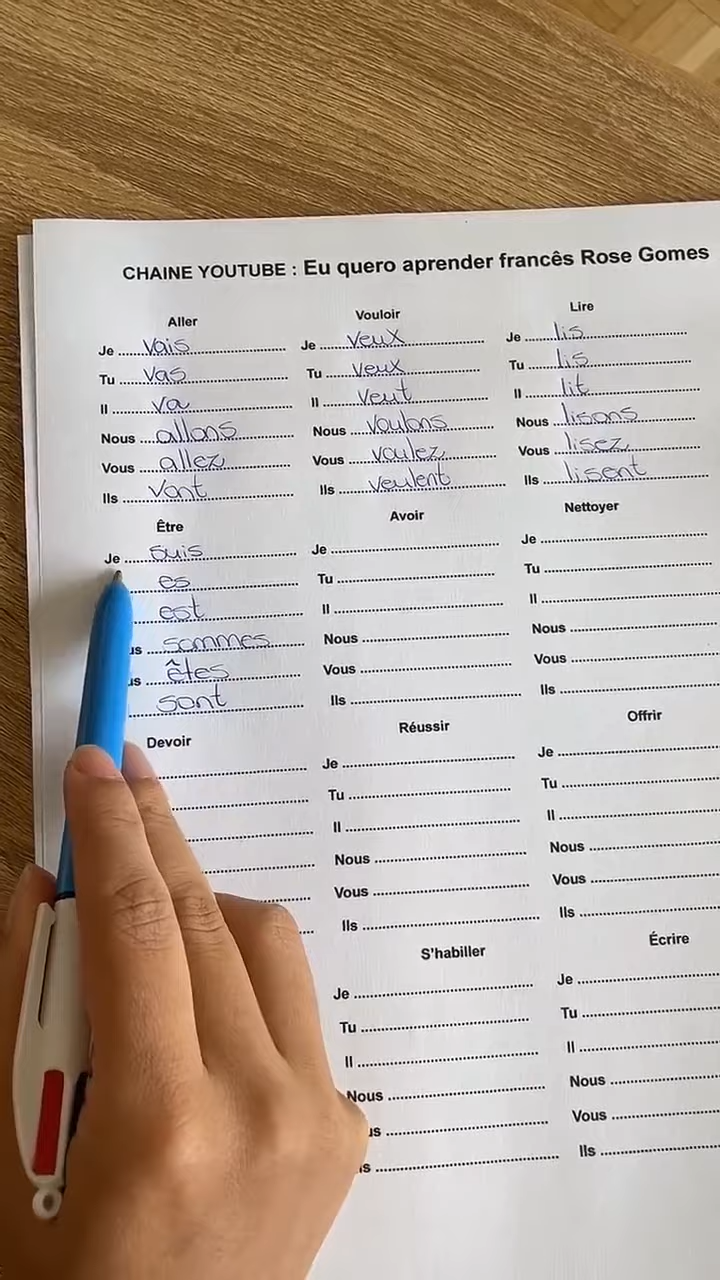 CHAINE YOUTUBE : Eu quero aprender francês Rose Gomes
Aller
Je vais
Tu vas
Il va
Nous allons
Vous allez
Ils vont
Vouloir
Je veux
Tu veux
Il veut
Nous voulons
Vous voulez
Ils veulent
Lire
Je lis
Tu lis
Il lit
Nous lisons
Vous lisez
Ils lisent
Être
Je suis
es
est
us sommes
us êtes
sont
Avoir
Je
Tu
Il
Nous
Vous
Ils
Nettoyer
Je
Tu
Il
Nous
Vous
Ils
Devoir
Réussir
Je
Tu
Il
Nous
Vous
Ils
Offrir
Je
Tu
Il
Nous
Vous
Ils
S'habiller
Je
Tu
Il
Nous
us
s
Écrire
Je
Tu
Il
Nous
Vous
Ils